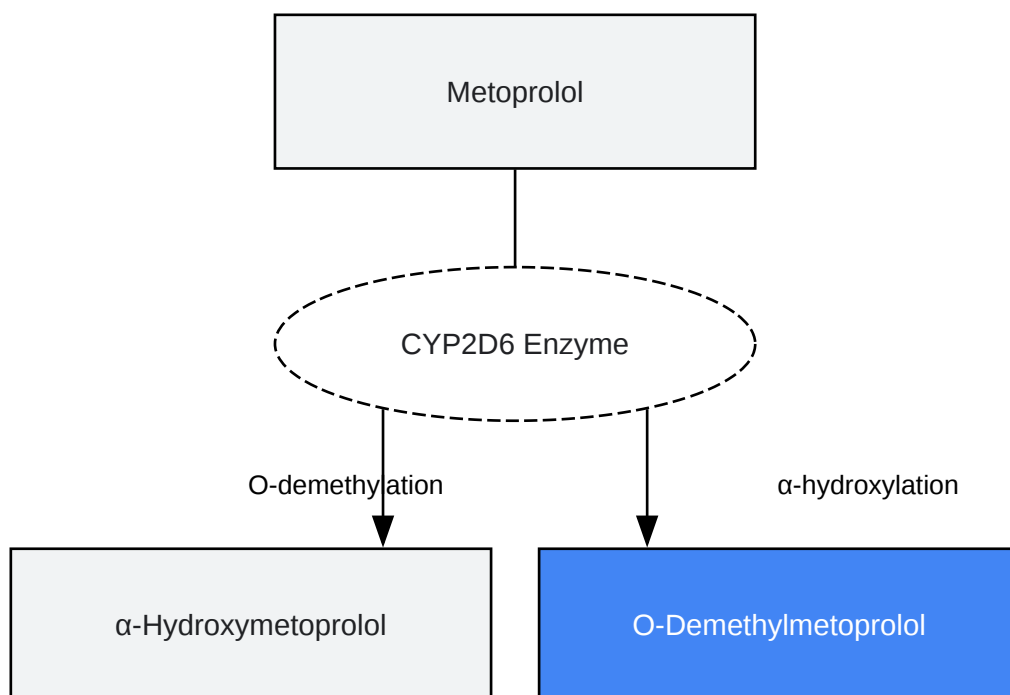 Metoprolol
CYP2D6 Enzyme
O-demethylation
α-hydroxylation
α-Hydroxymetoprolol
O-Demethylmetoprolol